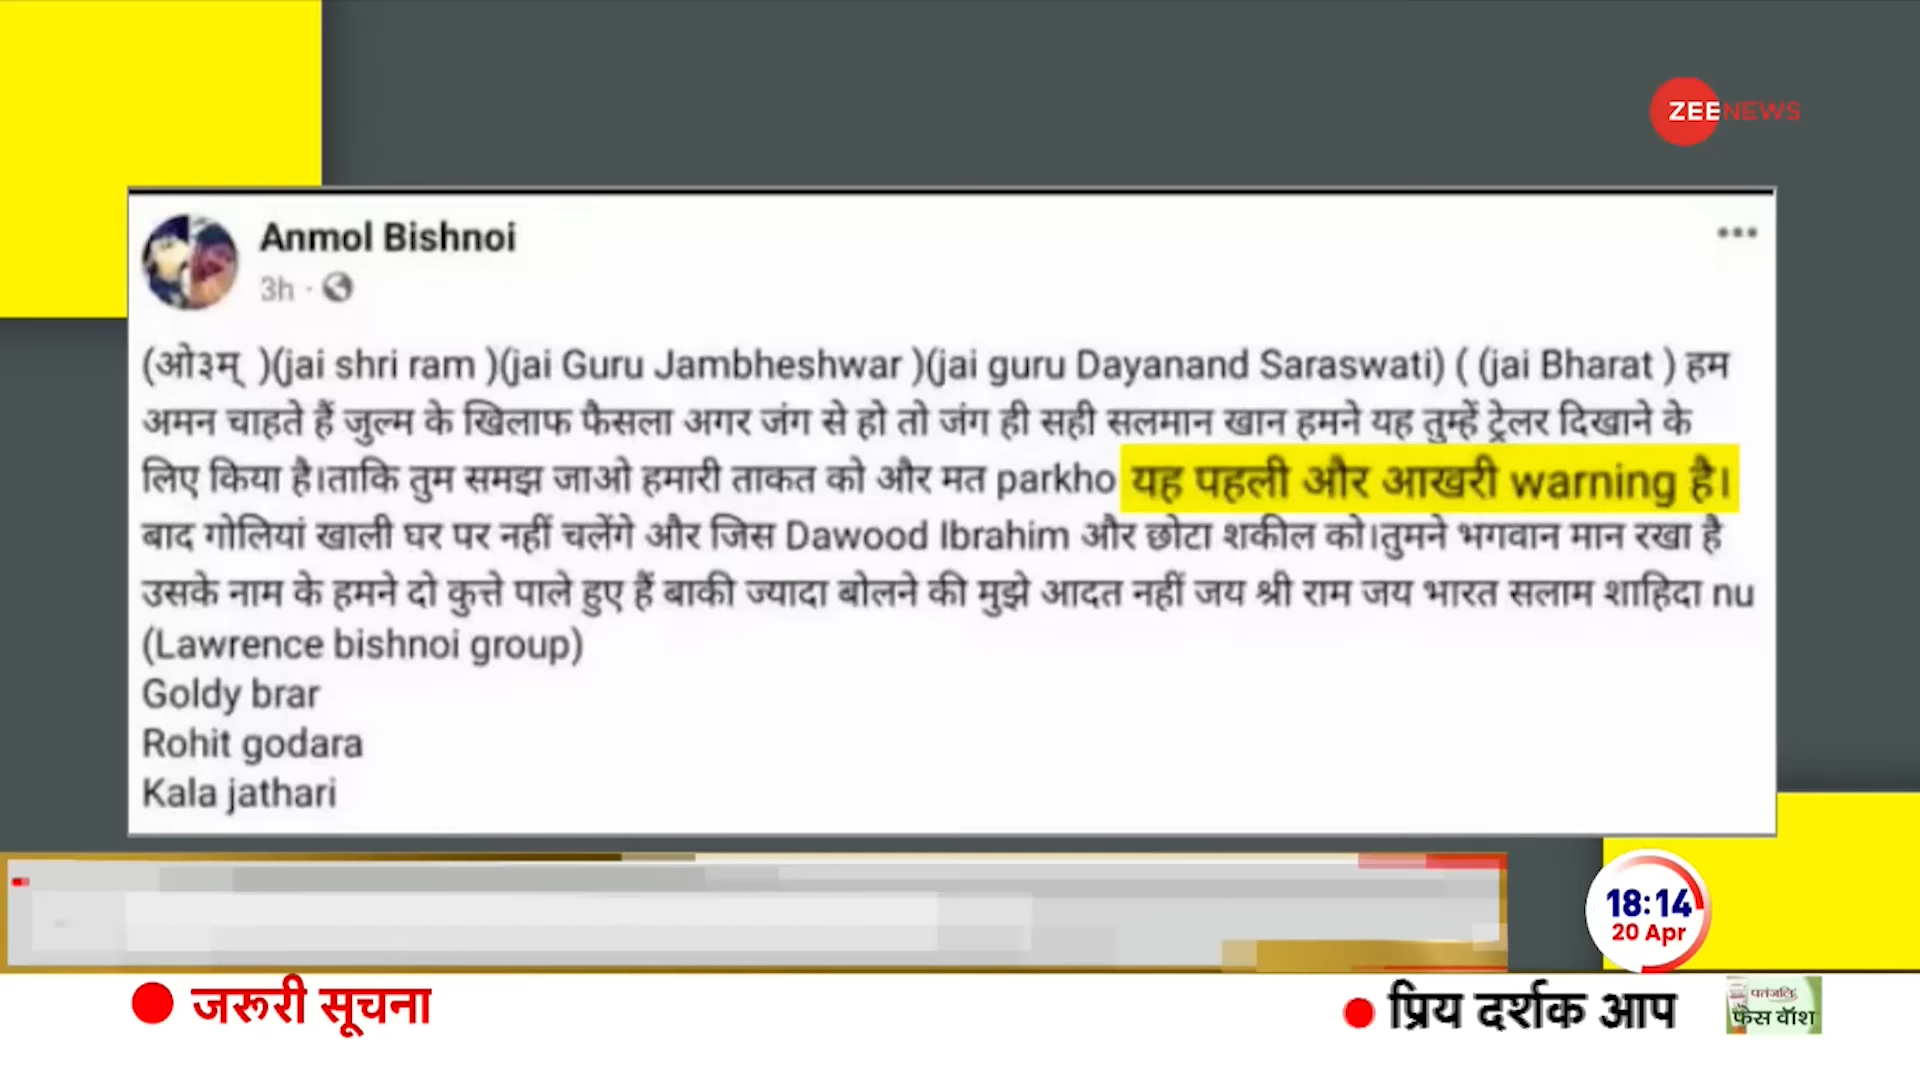 ZEE NEWS
Anmol Bishnoi
3h ·
(ओ३म् )(jai shri ram )(jai Guru Jambheshwar )(jai guru Dayanand Saraswati) ( (jai Bharat ) हम
अमन चाहते हैं जुल्म के खिलाफ फैसला अगर जंग से हो तो जंग ही सही सलमान खान हमने यह तुम्हें ट्रेलर दिखाने के
लिए किया है।ताकि तुम समझ जाओ हमारी ताकत को और मत parkho यह पहली और आखरी warning है।
बाद गोलियां खाली घर पर नहीं चलेंगे और जिस Dawood Ibrahim और छोटा शकील को।तुमने भगवान मान रखा है
उसके नाम के हमने दो कुत्ते पाले हुए हैं बाकी ज्यादा बोलने की मुझे आदत नहीं जय श्री राम जय भारत सलाम शाहिदा nu
(Lawrence bishnoi group)
Goldy brar
Rohit godara
Kala jathari
18:14
20 Apr
जरूरी सूचना
प्रिय दर्शक आप
पतंजलि
फेस वॉश